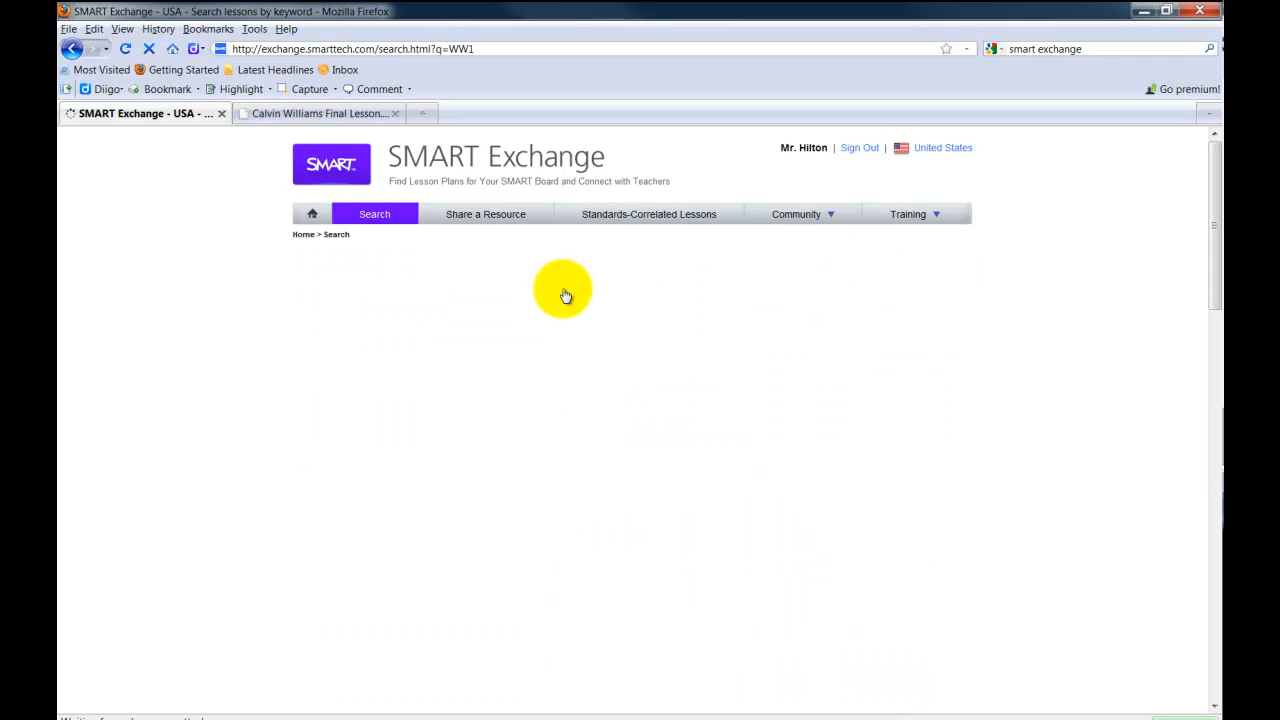 SMART Exchange - USA - Search lessons by keyword - Mozilla Firefox
File Edit View History Bookmarks Tools Help
http://exchange.smarttech.com/search.html?q=WW1 smart exchange
Most Visited Getting Started Latest Headlines Inbox
Diigo Bookmark Highlight Capture Comment Go premium!
SMART Exchange - USA - ... Calvin Williams Final Lesson....
SMART SMART Exchange Mr. Hilton | Sign Out | United States
Find Lesson Plans for Your SMART Board and Connect with Teachers
Search Share a Resource Standards-Correlated Lessons Community Training
Home > Search